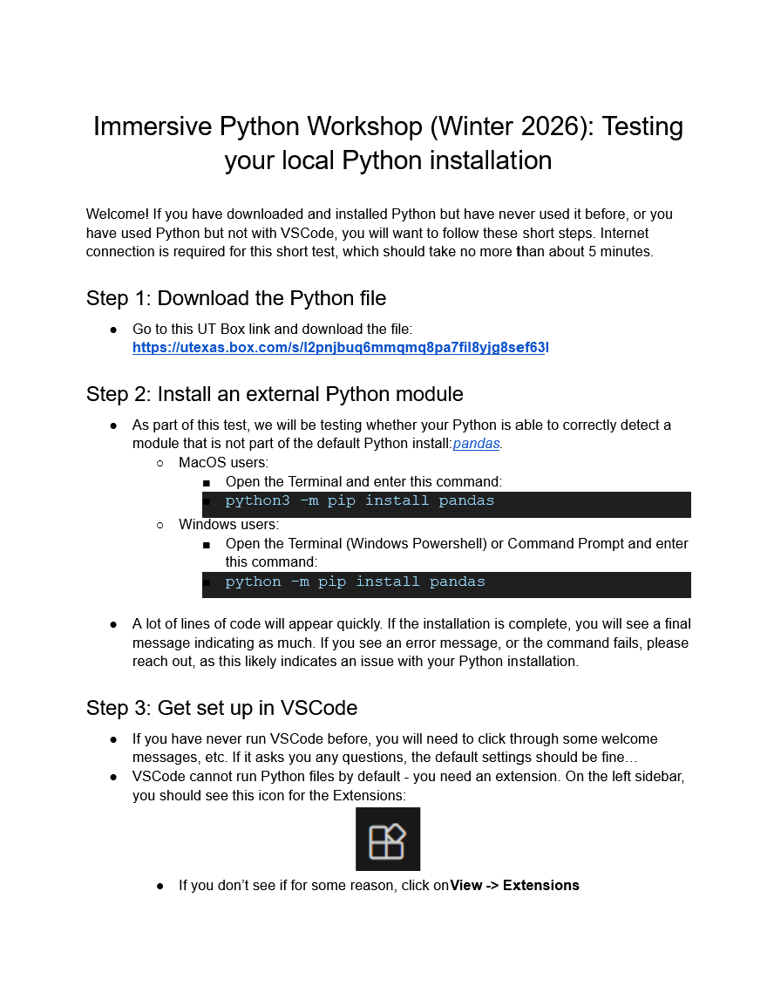 Immersive Python Workshop (Winter 2026): Testing
your local Python installation
Welcome! If you have downloaded and installed Python but have never used it before, or you
have used Python but not with VSCode, you will want to follow these short steps. Internet
connection is required for this short test, which should take no more than about 5 minutes.
Step 1: Download the Python file
● Go to this UT Box link and download the file:
https://utexas.box.com/s/l2pnjbuq6mmqmq8pa7fil8yjg8sef63l
Step 2: Install an external Python module
● As part of this test, we will be testing whether your Python is able to correctly detect a
module that is not part of the default Python install: pandas.
○ MacOS users:
■ Open the Terminal and enter this command:
■ python3 -m pip install pandas
○ Windows users:
■ Open the Terminal (Windows Powershell) or Command Prompt and enter
this command:
■ python -m pip install pandas
● A lot of lines of code will appear quickly. If the installation is complete, you will see a final
message indicating as much. If you see an error message, or the command fails, please
reach out, as this likely indicates an issue with your Python installation.
Step 3: Get set up in VSCode
● If you have never run VSCode before, you will need to click through some welcome
messages, etc. If it asks you any questions, the default settings should be fine…
● VSCode cannot run Python files by default - you need an extension. On the left sidebar,
you should see this icon for the Extensions:
● If you don’t see if for some reason, click on View -> Extensions